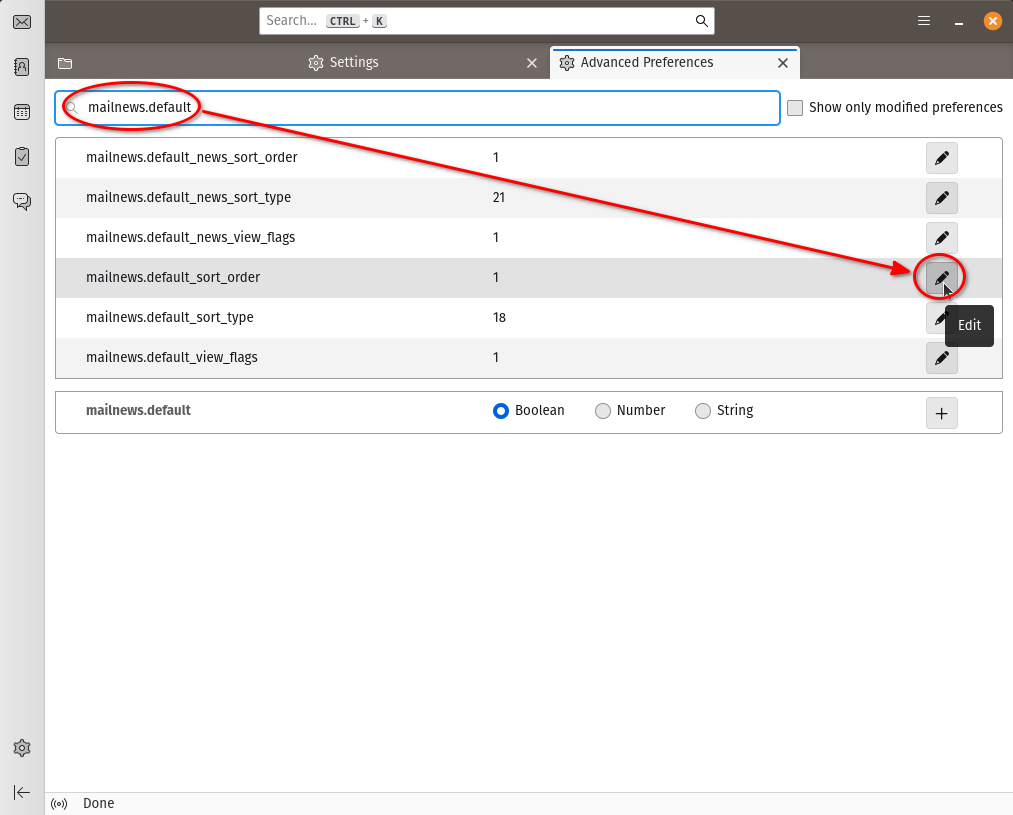 Search... CTRL + K
Settings
Advanced Preferences
mailnews.default
Show only modified preferences
mailnews.default_news_sort_order 1
mailnews.default_news_sort_type 21
mailnews.default_news_view_flags 1
mailnews.default_sort_order 1
mailnews.default_sort_type 18
Edit
mailnews.default_view_flags 1
mailnews.default Boolean Number String
Done